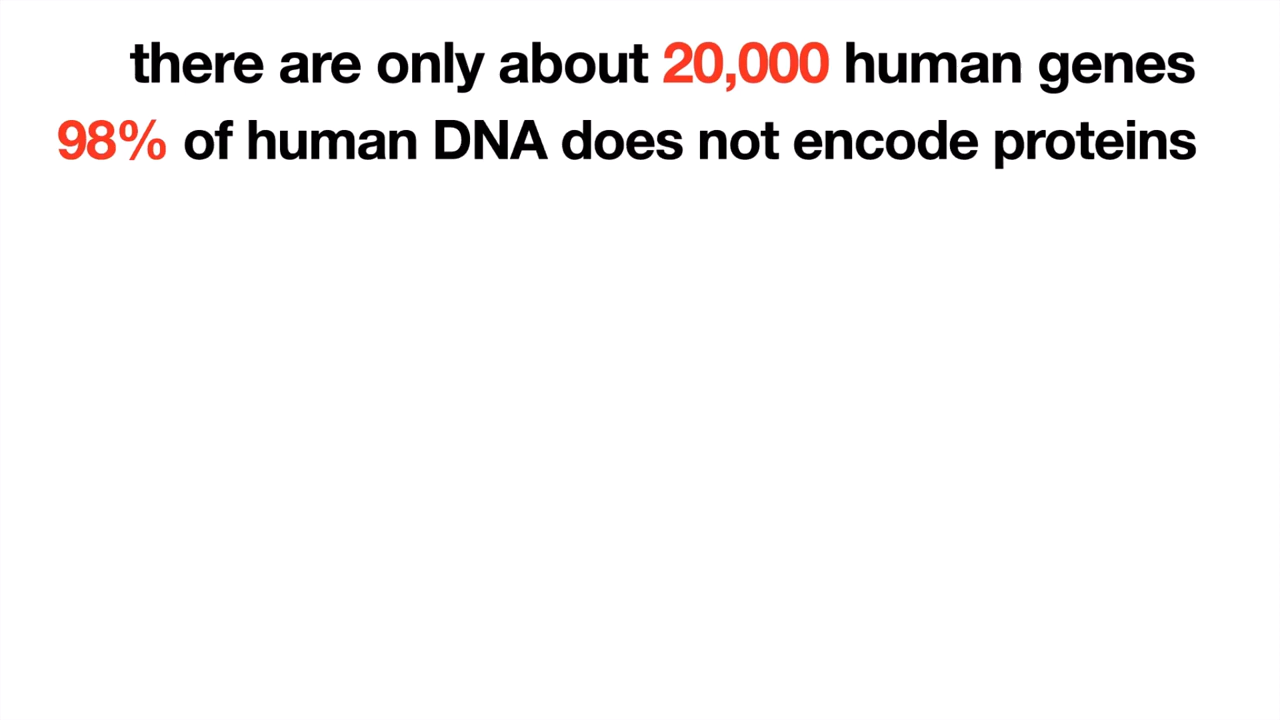 there are only about 20,000 human genes
98% of human DNA does not encode proteins